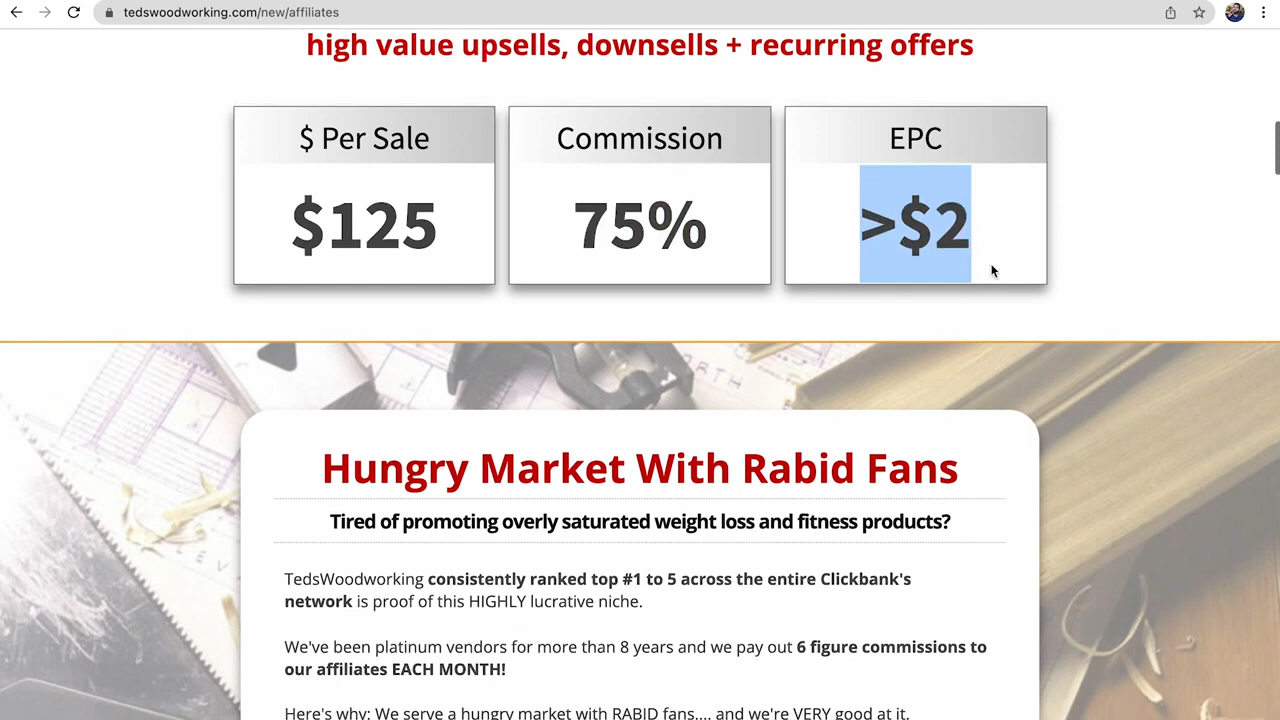 tedswoodworking.com/new/affiliates
high value upsells, downsells + recurring offers
$ Per Sale
Commission
EPC
$125
75%
>$2
Hungry Market With Rabid Fans
Tired of promoting overly saturated weight loss and fitness products?
TedsWoodworking consistently ranked top #1 to 5 across the entire Clickbank's
network is proof of this HIGHLY lucrative niche.
We've been platinum vendors for more than 8 years and we pay out 6 figure commissions to
our affiliates EACH MONTH!
Here's why: We serve a hungry market with RABID fans.... and we're VERY good at it.